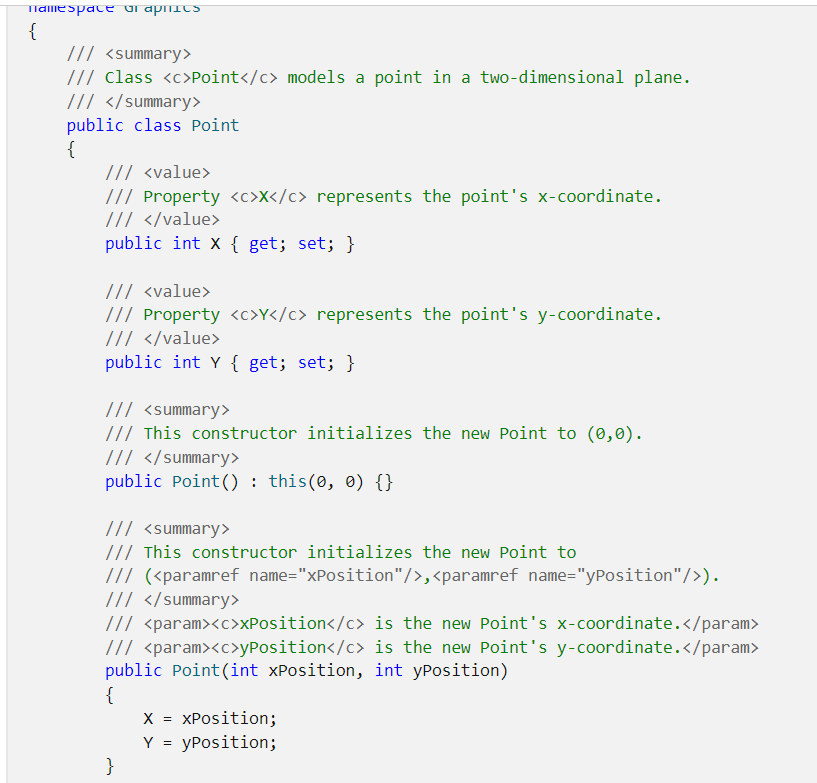 namespace Graphics
{
/// <summary>
/// Class <c>Point</c> models a point in a two-dimensional plane.
/// </summary>
public class Point
{
/// <value>
/// Property <c>X</c> represents the point's x-coordinate.
/// </value>
public int X { get; set; }
/// <value>
/// Property <c>Y</c> represents the point's y-coordinate.
/// </value>
public int Y { get; set; }
/// <summary>
/// This constructor initializes the new Point to (0,0).
/// </summary>
public Point() : this(0, 0) {}
/// <summary>
/// This constructor initializes the new Point to
/// (<paramref name="xPosition"/>,<paramref name="yPosition"/>).
/// </summary>
/// <param><c>xPosition</c> is the new Point's x-coordinate.</param>
/// <param><c>yPosition</c> is the new Point's y-coordinate.</param>
public Point(int xPosition, int yPosition)
{
X = xPosition;
Y = yPosition;
}